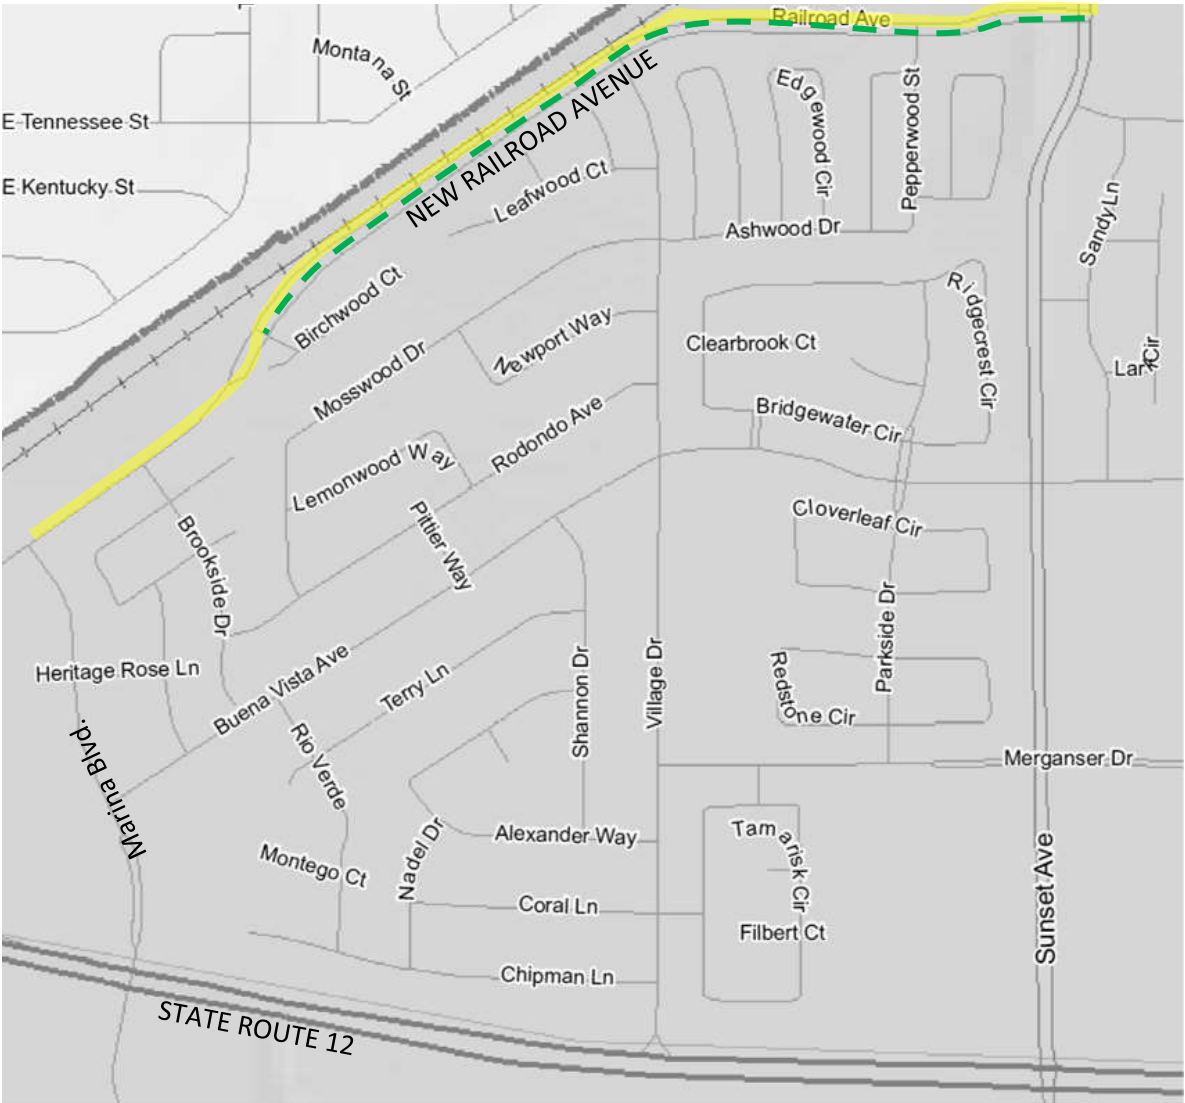 Railroad Ave
Montana St
E Tennessee St
E Kentucky St
NEW RAILROAD AVENUE
Edgewood Cir
Pepperwood St
Leafwood Ct
Ashwood Dr
Sandy Ln
Birchwood Ct
Ridgecrest Cir
Newport Way
Clearbrook Ct
Mosswood Dr
Lark Cir
Bridgewater Cir
Rodondo Ave
Lemonwood Way
Pittier Way
Cloverleaf Cir
Brookside Dr
Parkside Dr
Heritage Rose Ln
Buena Vista Ave
Terry Ln
Shannon Dr
Village Dr
Redstone Cir
Marina Blvd.
Rio Verde
Merganser Dr
Alexander Way
Tamarisk Cir
Nadel Dr
Montego Ct
Coral Ln
Filbert Ct
Sunset Ave
Chipman Ln
STATE ROUTE 12